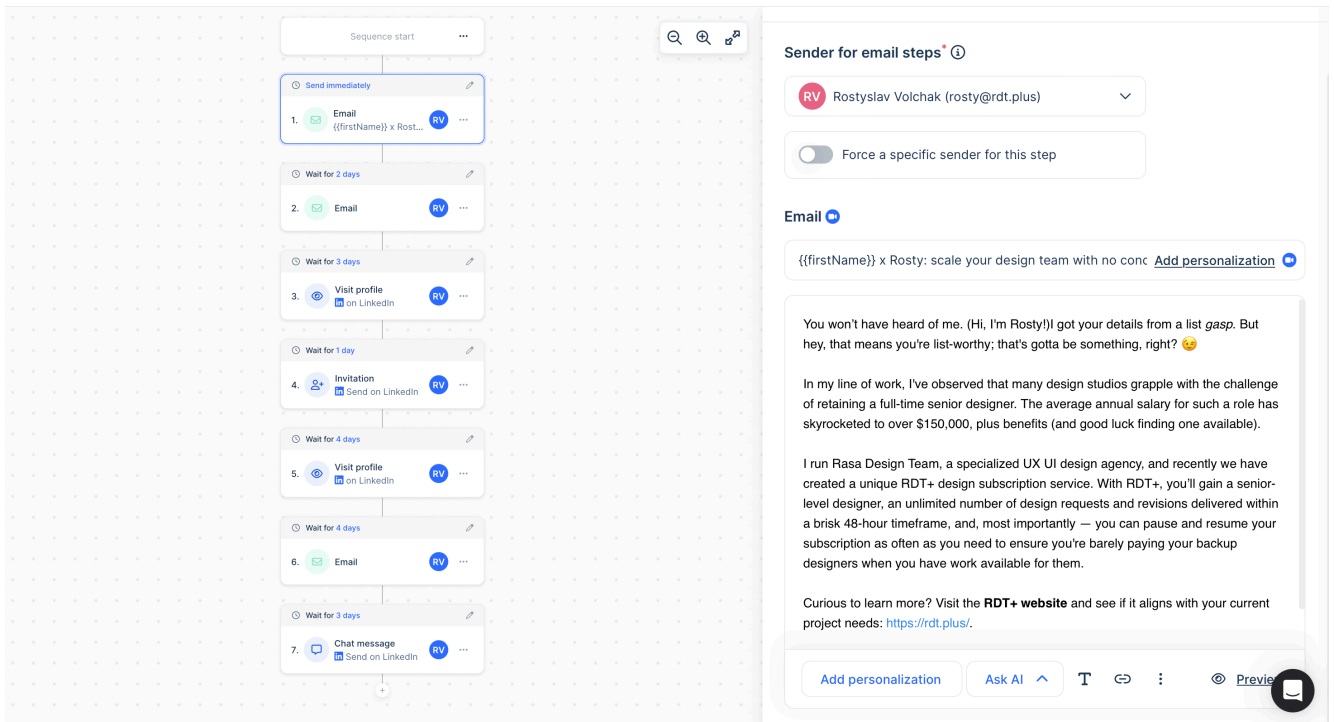 Sequence start
Send immediately
1.
Email
{{firstName}} x Rost...
RV
Wait for 2 days
2.
Email
RV
Wait for 3 days
3.
Visit profile
in on LinkedIn
RV
Wait for 1 day
4.
Invitation
in Send on LinkedIn
RV
Wait for 4 days
5.
Visit profile
in on LinkedIn
RV
Wait for 4 days
6.
Email
RV
Wait for 3 days
7.
Chat message
in Send on LinkedIn
RV
Sender for email steps*
RV Rostyslav Volchak (rosty@rdt.plus)
Force a specific sender for this step
Email
{{firstName}} x Rosty: scale your design team with no conc Add personalization
You won't have heard of me. (Hi, I'm Rosty!)I got your details from a list gasp. But
hey, that means you're list-worthy; that's gotta be something, right? 😉
In my line of work, I've observed that many design studios grapple with the challenge
of retaining a full-time senior designer. The average annual salary for such a role has
skyrocketed to over $150,000, plus benefits (and good luck finding one available).
I run Rasa Design Team, a specialized UX UI design agency, and recently we have
created a unique RDT+ design subscription service. With RDT+, you'll gain a senior-
level designer, an unlimited number of design requests and revisions delivered within
a brisk 48-hour timeframe, and, most importantly — you can pause and resume your
subscription as often as you need to ensure you're barely paying your backup
designers when you have work available for them.
Curious to learn more? Visit the RDT+ website and see if it aligns with your current
project needs: https://rdt.plus/.
Add personalization
Ask AI
T
Preview